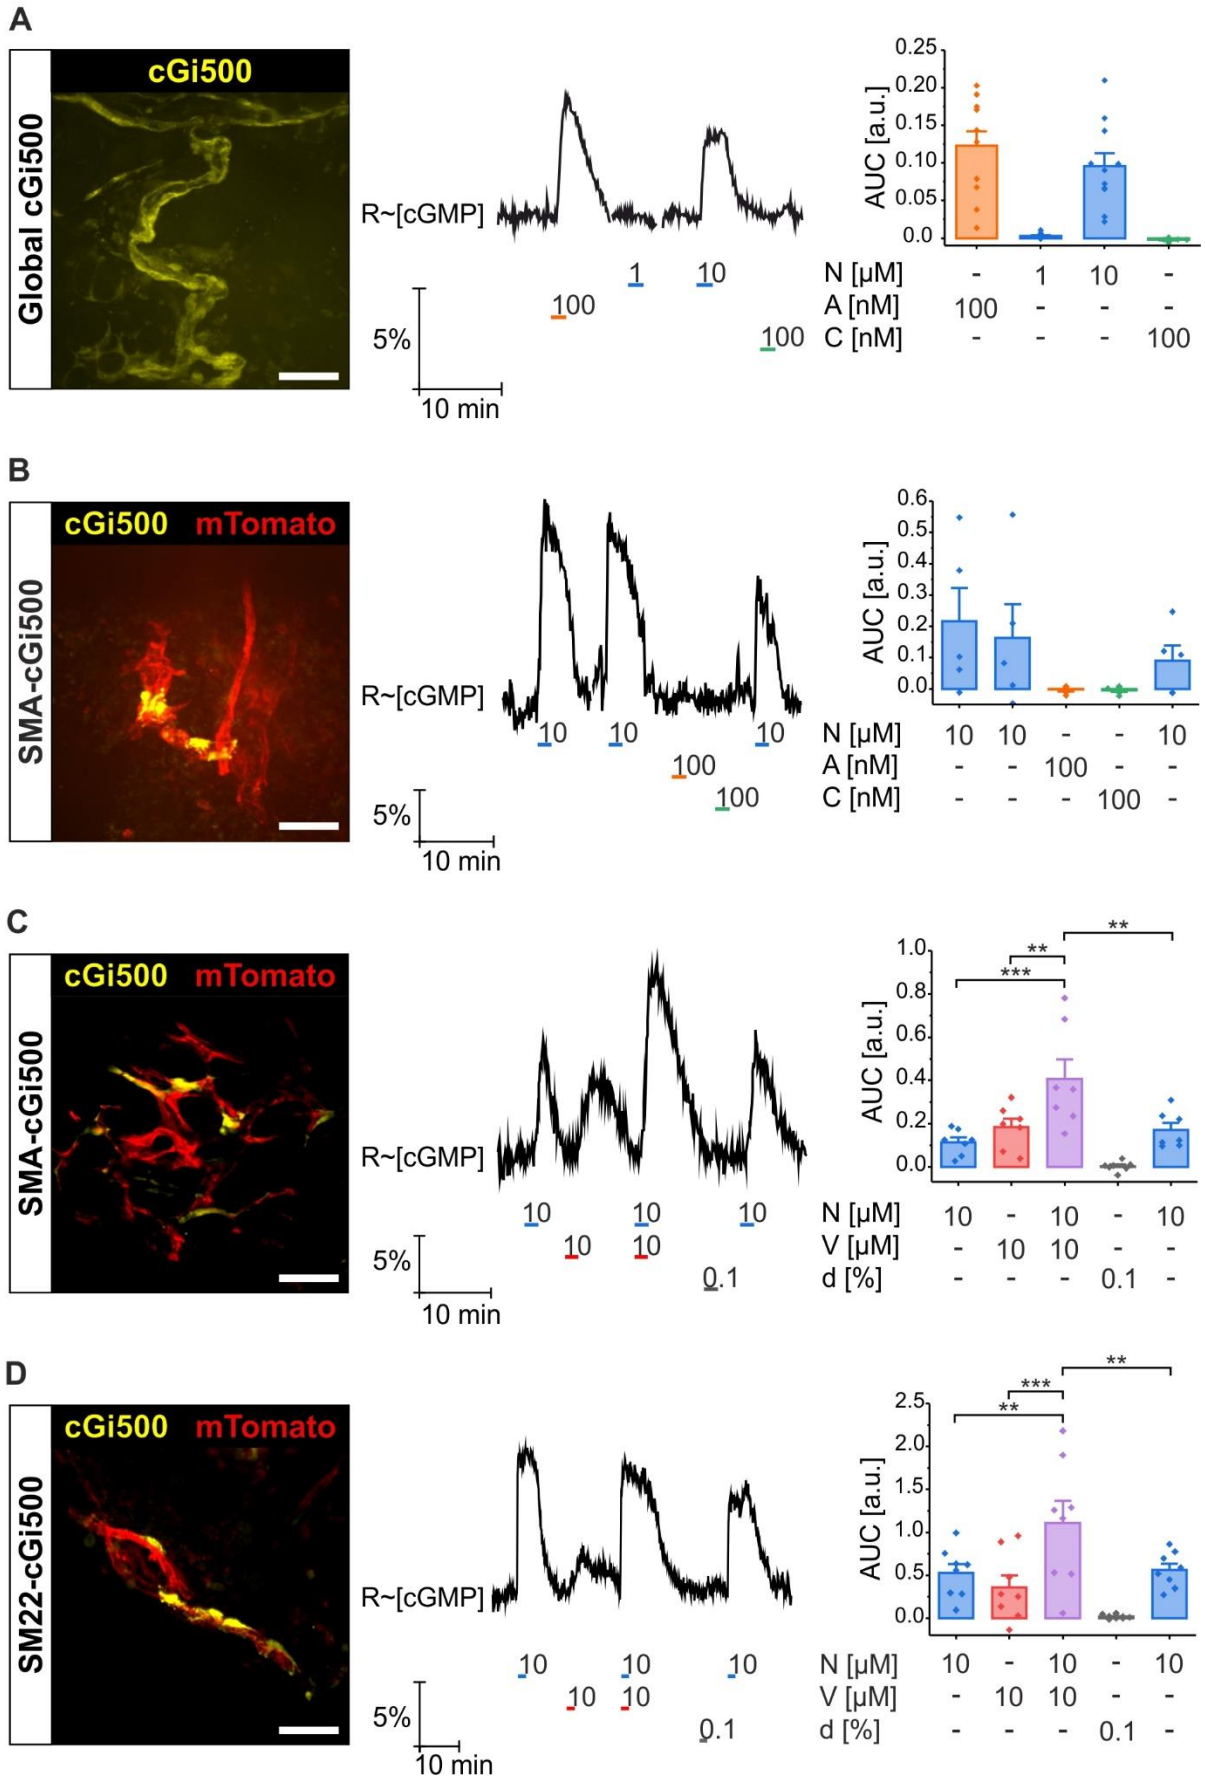 A
cGi500
Global cGi500
R~[cGMP]
1
10
100
100
5%
10 min
AUC [a.u.]
0.25
0.20
0.15
0.10
0.05
0.0
N [µM] - 1 10 -
A [nM] 100 - - -
C [nM] - - - 100
B
cGi500 mTomato
SMA-cGi500
R~[cGMP]
10 10 10
100
100
5%
10 min
AUC [a.u.]
0.6
0.5
0.4
0.3
0.2
0.1
0.0
N [µM] 10 10 - - 10
A [nM] - - 100 - -
C [nM] - - - 100 -
C
cGi500 mTomato
SMA-cGi500
R~[cGMP]
10 10 10
10 10
0.1
5%
10 min
**
**
***
AUC [a.u.]
1.0
0.8
0.6
0.4
0.2
0.0
N [µM] 10 - 10 - 10
V [µM] - 10 10 - -
d [%] - - - 0.1 -
D
cGi500 mTomato
SM22-cGi500
R~[cGMP]
10 10 10
10 10
0.1
5%
10 min
**
***
**
AUC [a.u.]
2.5
2.0
1.5
1.0
0.5
0.0
N [µM] 10 - 10 - 10
V [µM] - 10 10 - -
d [%] - - - 0.1 -